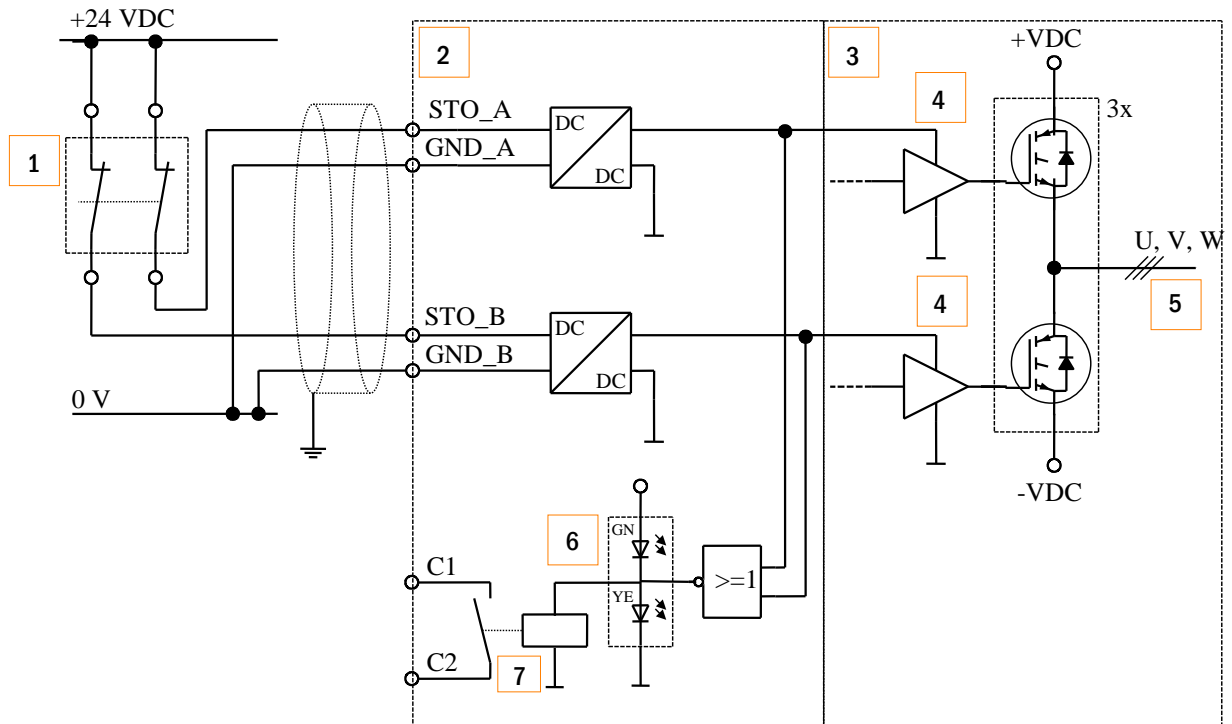 +24 VDC
1
0 V
2
STO_A
GND_A
DC
DC
STO_B
GND_B
DC
DC
6
GN
YE
>=1
C1
C2
7
3
4
4
+VDC
3x
U, V, W
5
-VDC